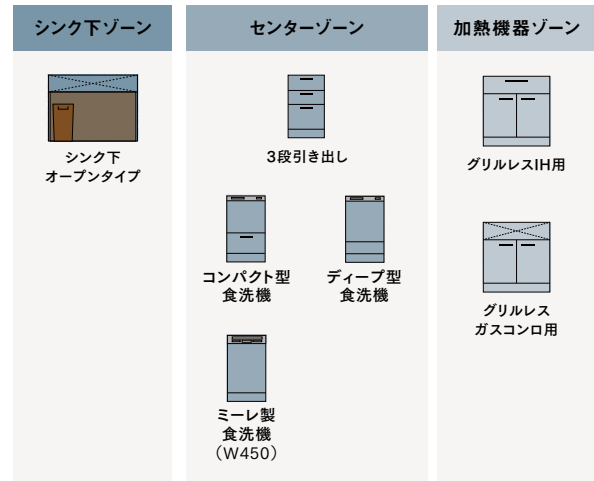 シンク下ゾーン
シンク下
オープンタイプ
センターゾーン
3段引き出し
コンパクト型
食洗機
ディープ型
食洗機
ミーレ製
食洗機
（W450）
加熱機器ゾーン
グリルレスIH用
グリルレス
ガスコンロ用